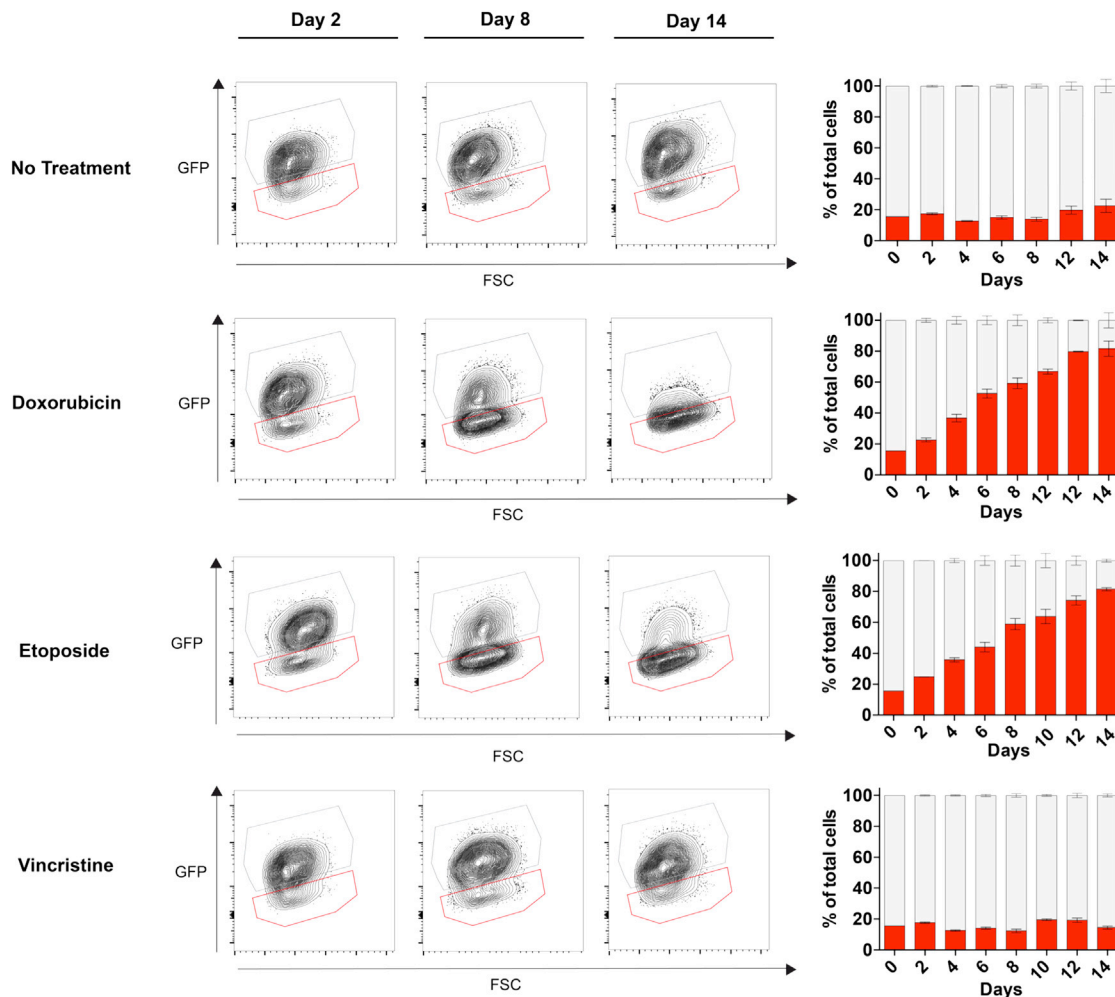 Day 2
Day 8
Day 14
No Treatment
GFP
FSC
% of total cells
100
80
60
40
20
0
0 2 4 6 8 12 14
Days
Doxorubicin
GFP
FSC
% of total cells
100
80
60
40
20
0
0 2 4 6 8 12 12 14
Days
Etoposide
GFP
FSC
% of total cells
100
80
60
40
20
0
0 2 4 6 8 10 12 14
Days
Vincristine
GFP
FSC
% of total cells
100
80
60
40
20
0
0 2 4 6 8 10 12 14
Days